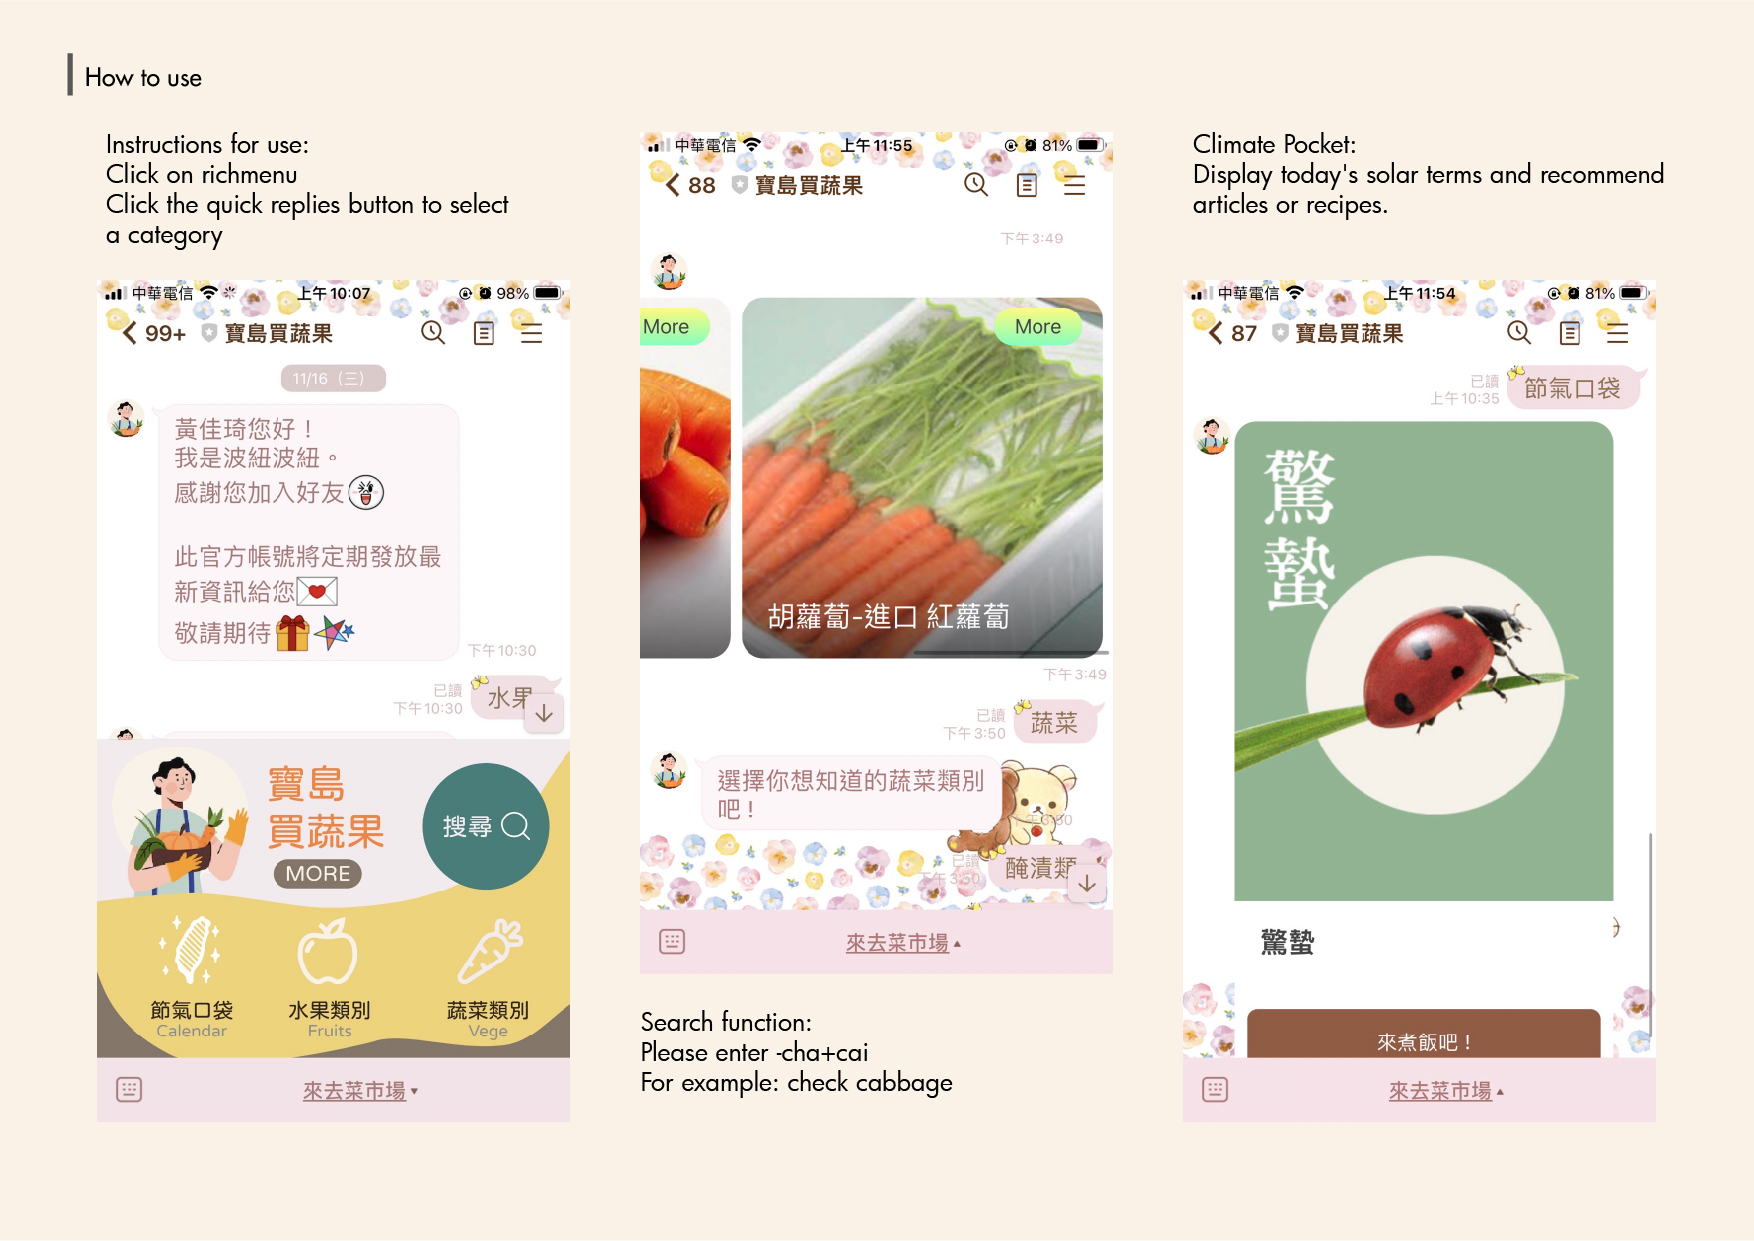 How to use
Instructions for use:
Click on richmenu
Click the quick replies button to select
a category
中華電信 上午10:07 98%
99+ 寶島買蔬果
11/16（三）
黃佳琦您好！
我是波紐波紐。
感謝您加入好友
此官方帳號將定期發放最
新資訊給您
敬請期待
下午10:30
已讀
下午10:30
水果
寶島
買蔬果
MORE
搜尋
節氣口袋 水果類別 蔬菜類別
Calendar Fruits Vege
來去菜市場▾
中華電信 上午11:55 81%
88 寶島買蔬果
下午3:49
More
More
胡蘿蔔-進口 紅蘿蔔
下午3:49
已讀
下午3:50
蔬菜
選擇你想知道的蔬菜類別
吧！
下午3:50
已讀
下午3:50
醃漬類
來去菜市場▴
Search function:
Please enter -cha+cai
For example: check cabbage
Climate Pocket:
Display today's solar terms and recommend
articles or recipes.
中華電信 上午11:54 81%
87 寶島買蔬果
已讀
上午10:35
節氣口袋
驚
蟄
驚蟄
來煮飯吧！
來去菜市場▴